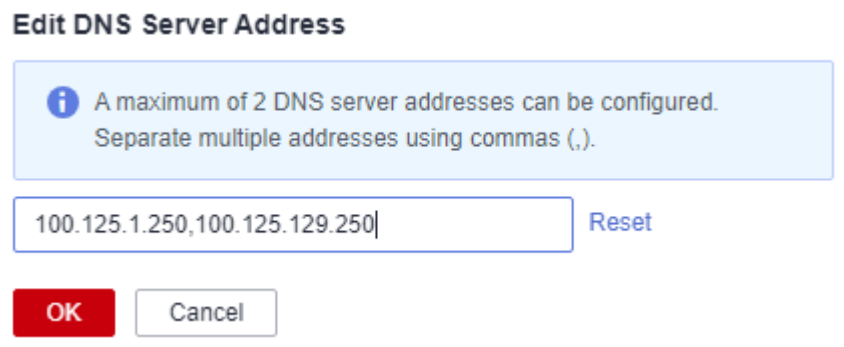 Edit DNS Server Address
A maximum of 2 DNS server addresses can be configured.
Separate multiple addresses using commas (,).
100.125.1.250,100.125.129.250
Reset
OK
Cancel